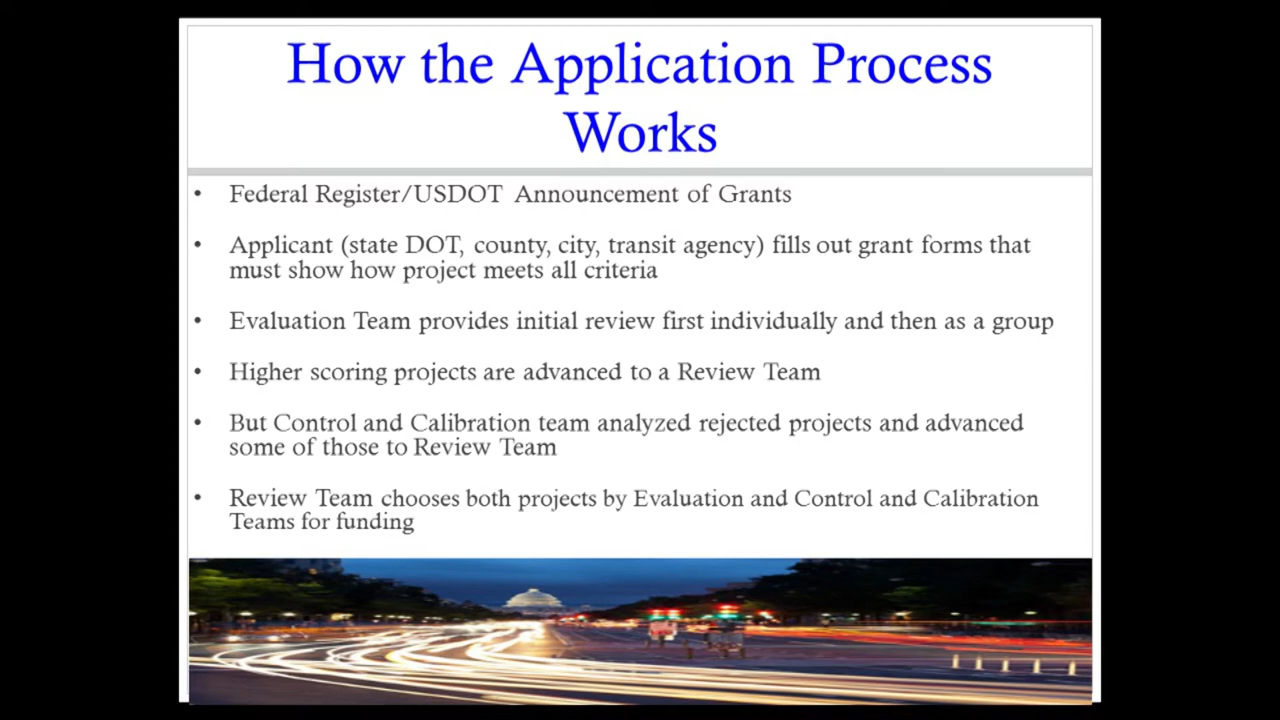 How the Application Process
Works
• Federal Register/USDOT Announcement of Grants
• Applicant (state DOT, county, city, transit agency) fills out grant forms that
must show how project meets all criteria
• Evaluation Team provides initial review first individually and then as a group
• Higher scoring projects are advanced to a Review Team
• But Control and Calibration team analyzed rejected projects and advanced
some of those to Review Team
• Review Team chooses both projects by Evaluation and Control and Calibration
Teams for funding